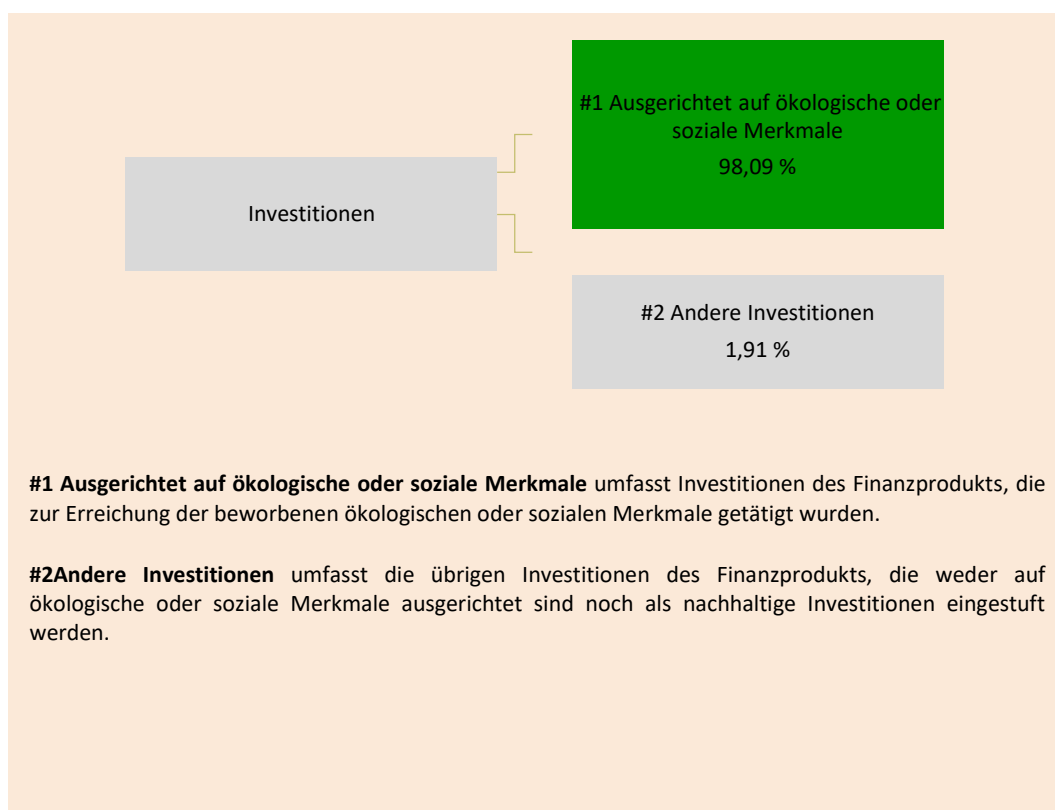 #1 Ausgerichtet auf ökologische oder
soziale Merkmale
98,09 %
Investitionen
#2 Andere Investitionen
1,91 %
#1 Ausgerichtet auf ökologische oder soziale Merkmale umfasst Investitionen des Finanzprodukts, die
zur Erreichung der beworbenen ökologischen oder sozialen Merkmale getätigt wurden.
#2Andere Investitionen umfasst die übrigen Investitionen des Finanzprodukts, die weder auf
ökologische oder soziale Merkmale ausgerichtet sind noch als nachhaltige Investitionen eingestuft
werden.